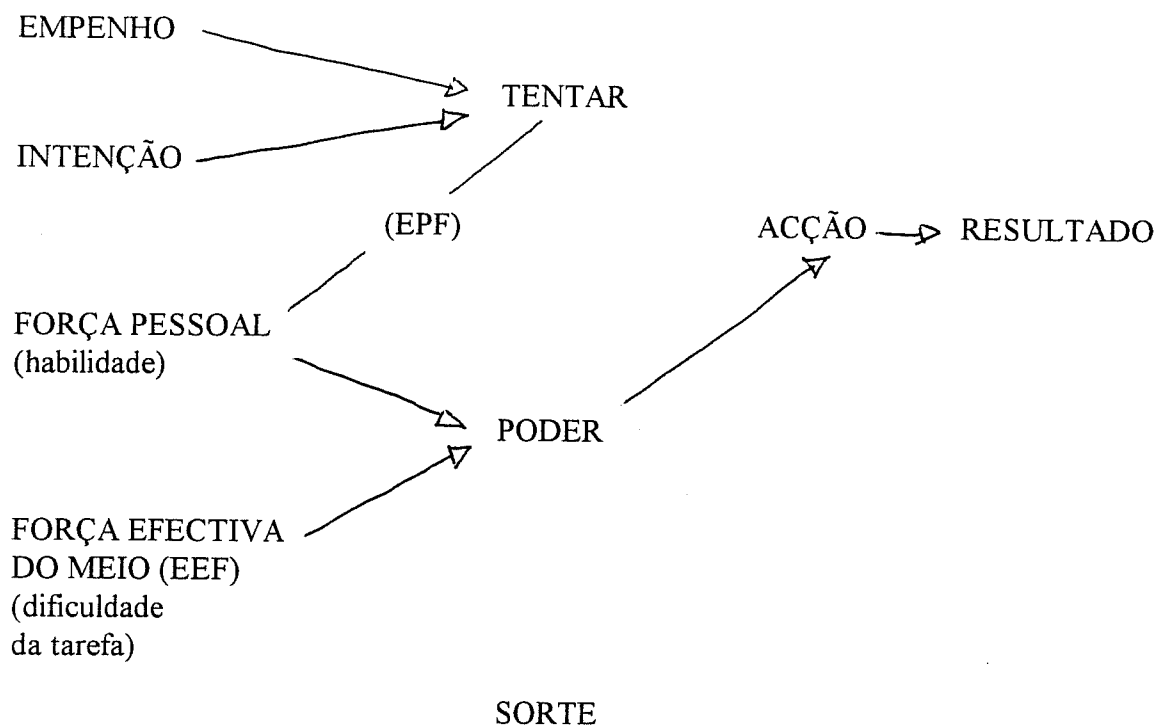 EMPENHO
TENTAR
INTENÇÃO
(EPF)
ACÇÃO
RESULTADO
FORÇA PESSOAL
(habilidade)
PODER
FORÇA EFECTIVA
DO MEIO (EEF)
(dificuldade
da tarefa)
SORTE